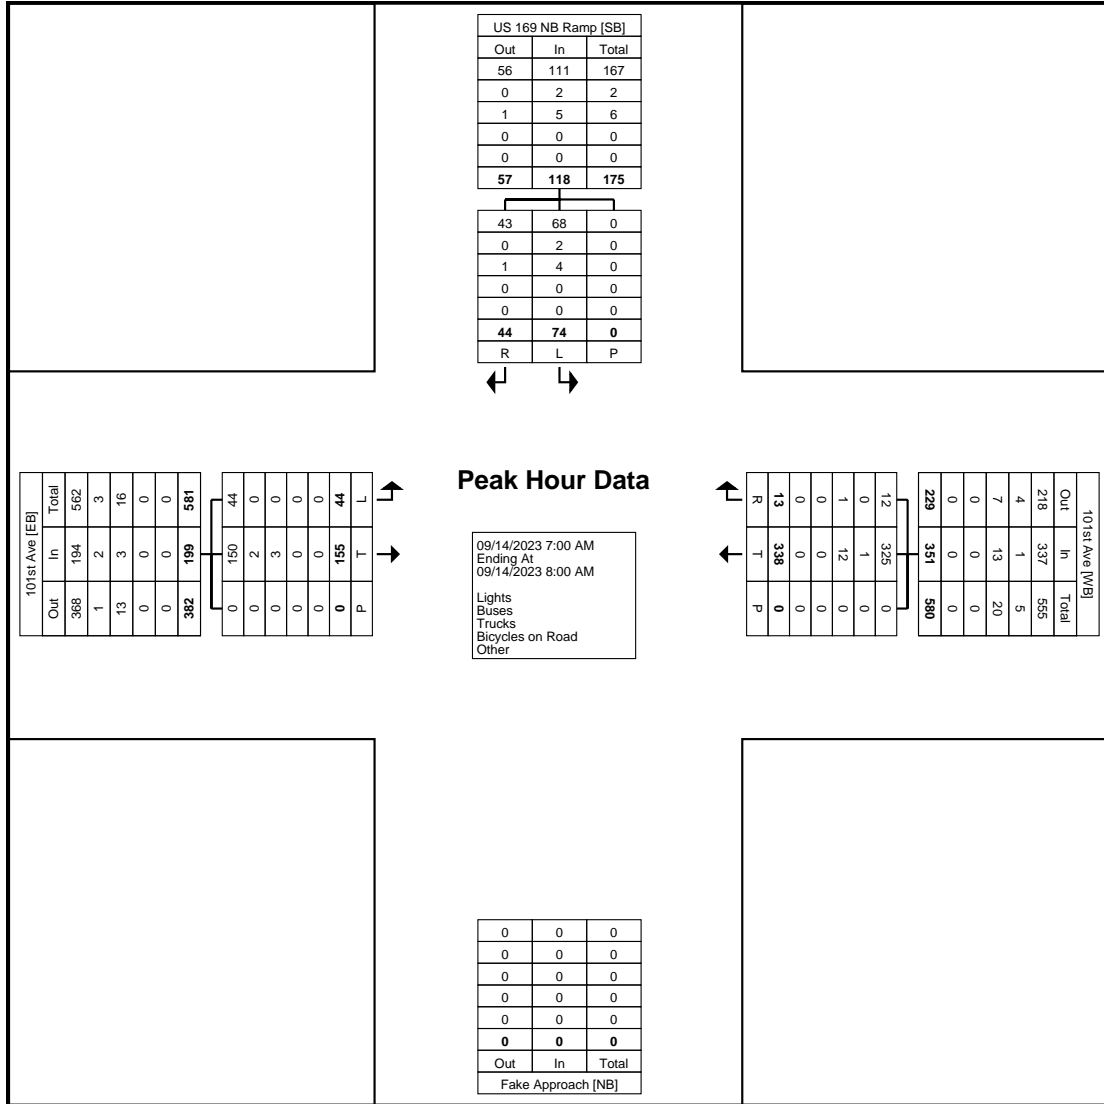 US 169 NB Ramp [SB]
Out In Total
56 111 167
0 2 2
1 5 6
0 0 0
0 0 0
57 118 175
43 68 0
0 2 0
1 4 0
0 0 0
0 0 0
44 74 0
R L P
101st Ave [EB]
Total In Out
562 194 368
3 2 1
16 3 13
0 0 0
0 0 0
581 199 382
44 150 0
0 2 0
0 3 0
0 0 0
0 0 0
44 155 0
L T P
Peak Hour Data
09/14/2023 7:00 AM
Ending At
09/14/2023 8:00 AM
Lights
Buses
Trucks
Bicycles on Road
Other
R T P
13 338 0
0 0 0
0 0 0
1 12 0
0 1 0
12 325 0
229 351 580
0 0 0
0 0 0
7 13 20
4 1 5
218 337 555
Out In Total
101st Ave [WB]
0 0 0
0 0 0
0 0 0
0 0 0
0 0 0
0 0 0
Out In Total
Fake Approach [NB]